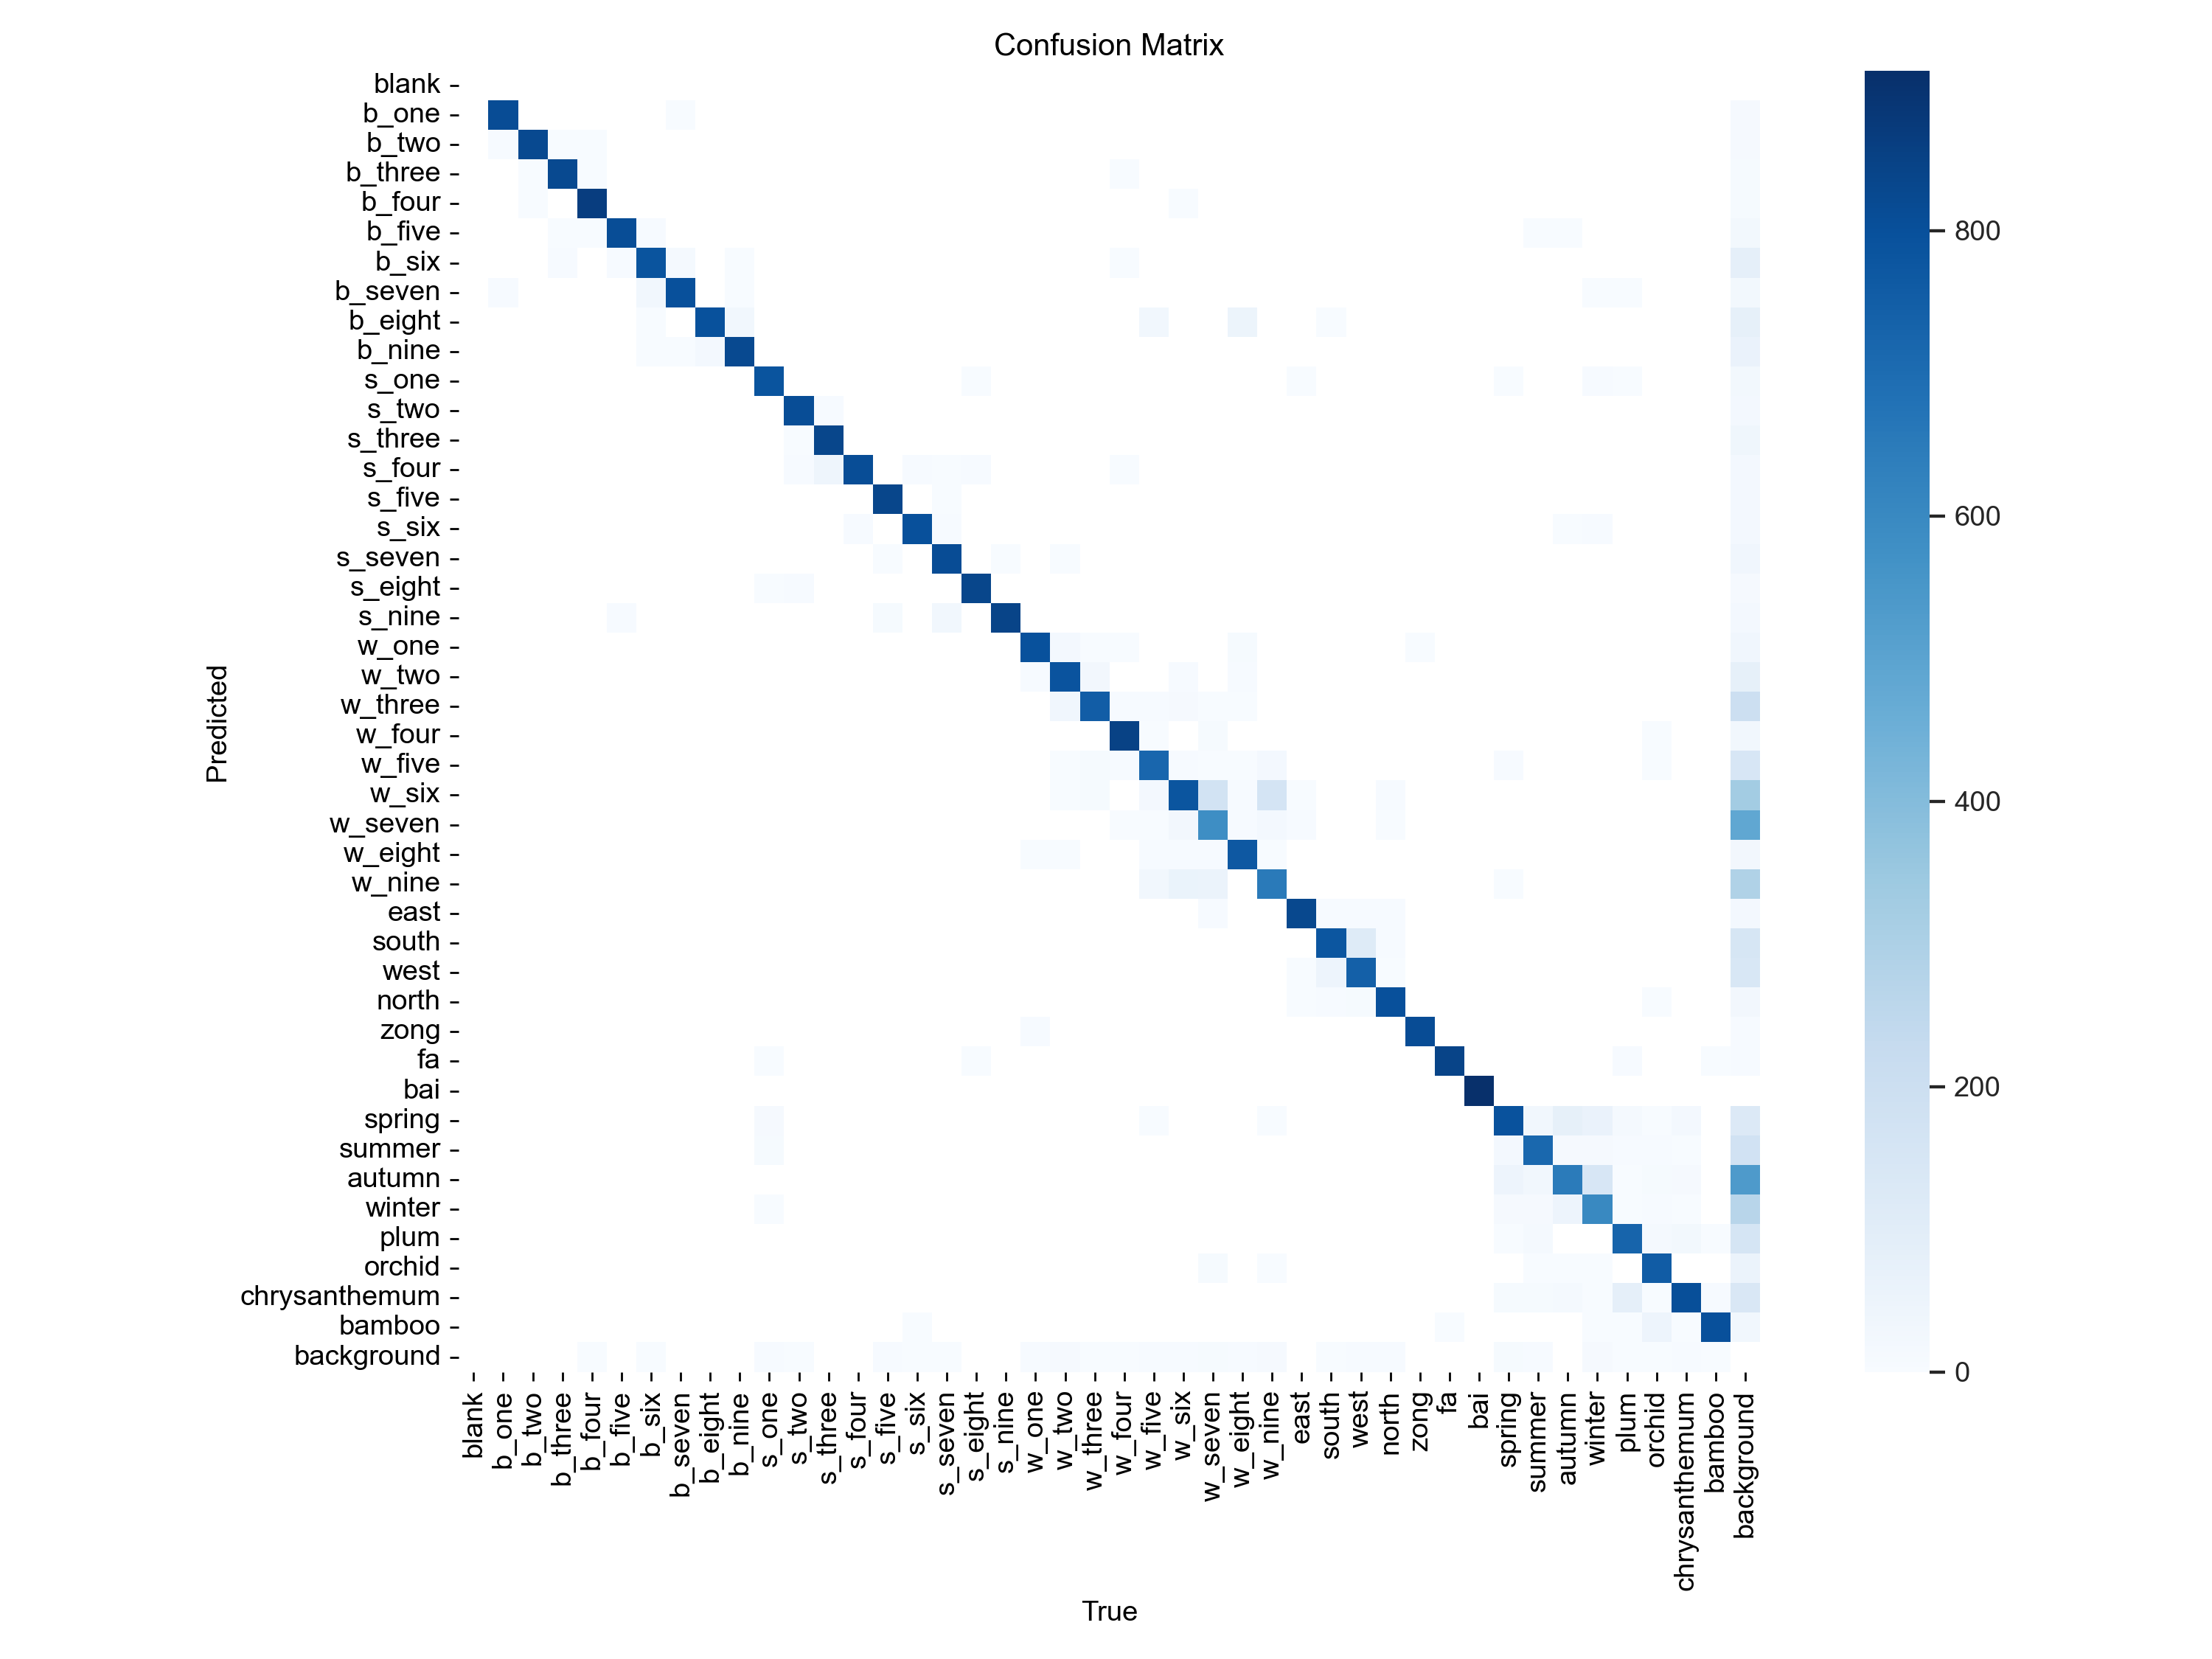 Confusion Matrix
blank
b_one
b_two
b_three
b_four
b_five
b_six
b_seven
b_eight
b_nine
s_one
s_two
s_three
s_four
s_five
s_six
s_seven
s_eight
s_nine
w_one
w_two
w_three
w_four
w_five
w_six
w_seven
w_eight
w_nine
east
south
west
north
zong
fa
bai
spring
summer
autumn
winter
plum
orchid
chrysanthemum
bamboo
background
Predicted
blank
b_one
b_two
b_three
b_four
b_five
b_six
b_seven
b_eight
b_nine
s_one
s_two
s_three
s_four
s_five
s_six
s_seven
s_eight
s_nine
w_one
w_two
w_three
w_four
w_five
w_six
w_seven
w_eight
w_nine
east
south
west
north
zong
fa
bai
spring
summer
autumn
winter
plum
orchid
chrysanthemum
bamboo
background
True
800
600
400
200
0